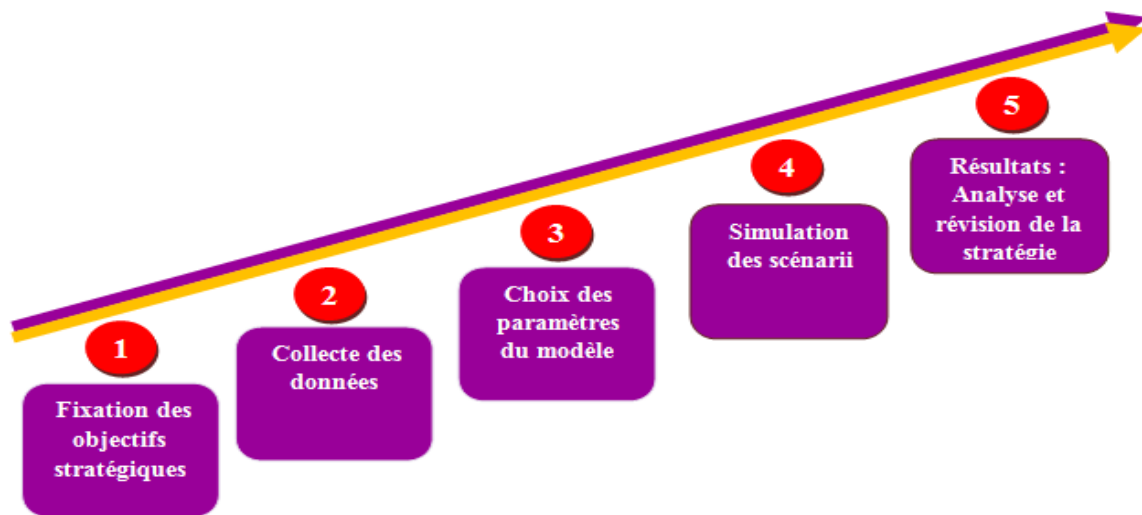 1
Fixation des
objectifs
stratégiques
2
Collecte des
données
3
Choix des
paramètres
du modèle
4
Simulation
des scénarii
5
Résultats :
Analyse et
révision de la
stratégie